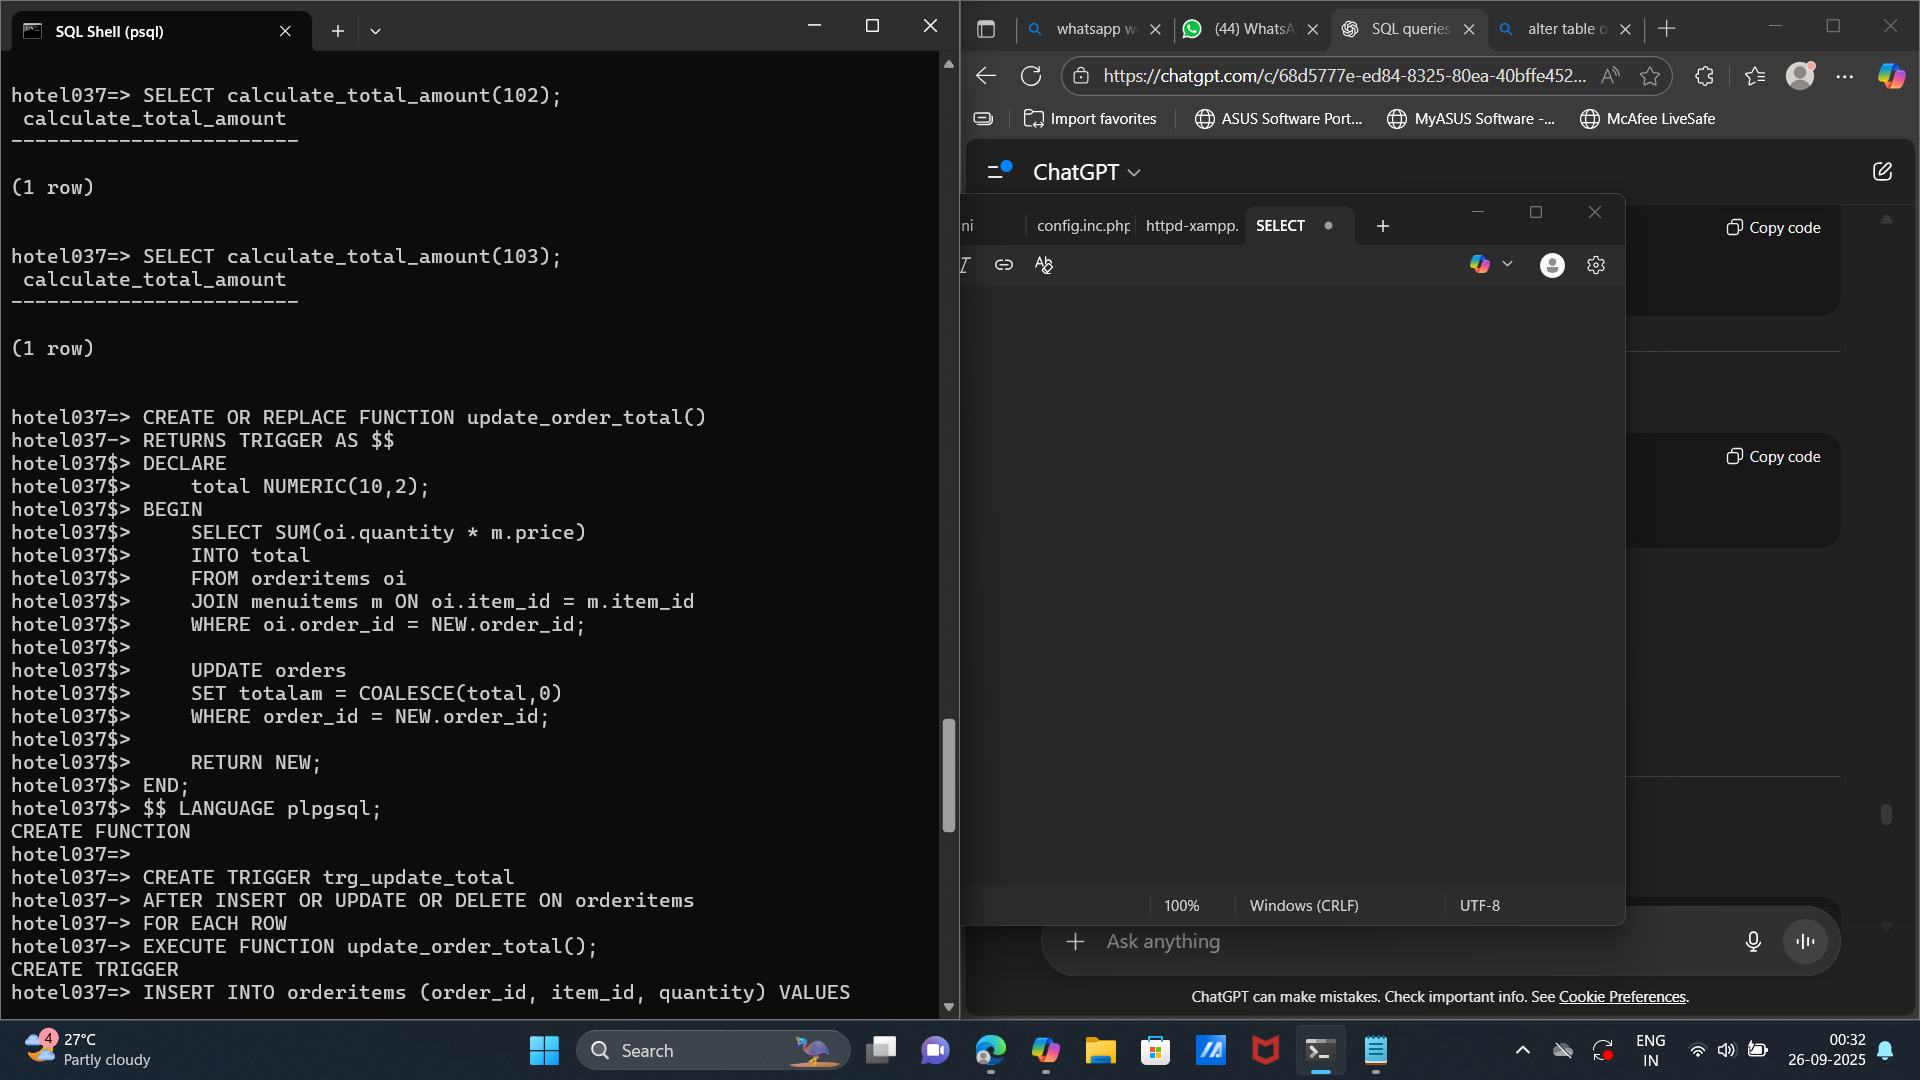 SQL Shell (psql)
hotel037=> SELECT calculate_total_amount(102);
calculate_total_amount
------------------------
(1 row)
hotel037=> SELECT calculate_total_amount(103);
calculate_total_amount
------------------------
(1 row)
hotel037=> CREATE OR REPLACE FUNCTION update_order_total()
hotel037-> RETURNS TRIGGER AS $$
hotel037$> DECLARE
hotel037$>     total NUMERIC(10,2);
hotel037$> BEGIN
hotel037$>     SELECT SUM(oi.quantity * m.price)
hotel037$>     INTO total
hotel037$>     FROM orderitems oi
hotel037$>     JOIN menuitems m ON oi.item_id = m.item_id
hotel037$>     WHERE oi.order_id = NEW.order_id;
hotel037$>
hotel037$>     UPDATE orders
hotel037$>     SET totalam = COALESCE(total,0)
hotel037$>     WHERE order_id = NEW.order_id;
hotel037$>
hotel037$>     RETURN NEW;
hotel037$> END;
hotel037$> $$ LANGUAGE plpgsql;
CREATE FUNCTION
hotel037=>
hotel037=> CREATE TRIGGER trg_update_total
hotel037-> AFTER INSERT OR UPDATE OR DELETE ON orderitems
hotel037-> FOR EACH ROW
hotel037-> EXECUTE FUNCTION update_order_total();
CREATE TRIGGER
hotel037=> INSERT INTO orderitems (order_id, item_id, quantity) VALUES
whatsapp w
(44) WhatsA
SQL queries
alter table o
https://chatgpt.com/c/68d5777e-ed84-8325-80ea-40bffe452...
Import favorites
ASUS Software Port...
MyASUS Software -...
McAfee LiveSafe
ChatGPT
ni
config.inc.php
httpd-xampp.
SELECT
Copy code
Copy code
100%
Windows (CRLF)
UTF-8
Ask anything
ChatGPT can make mistakes. Check important info. See Cookie Preferences.
4
27°C
Partly cloudy
Search
ENG
IN
00:32
26-09-2025